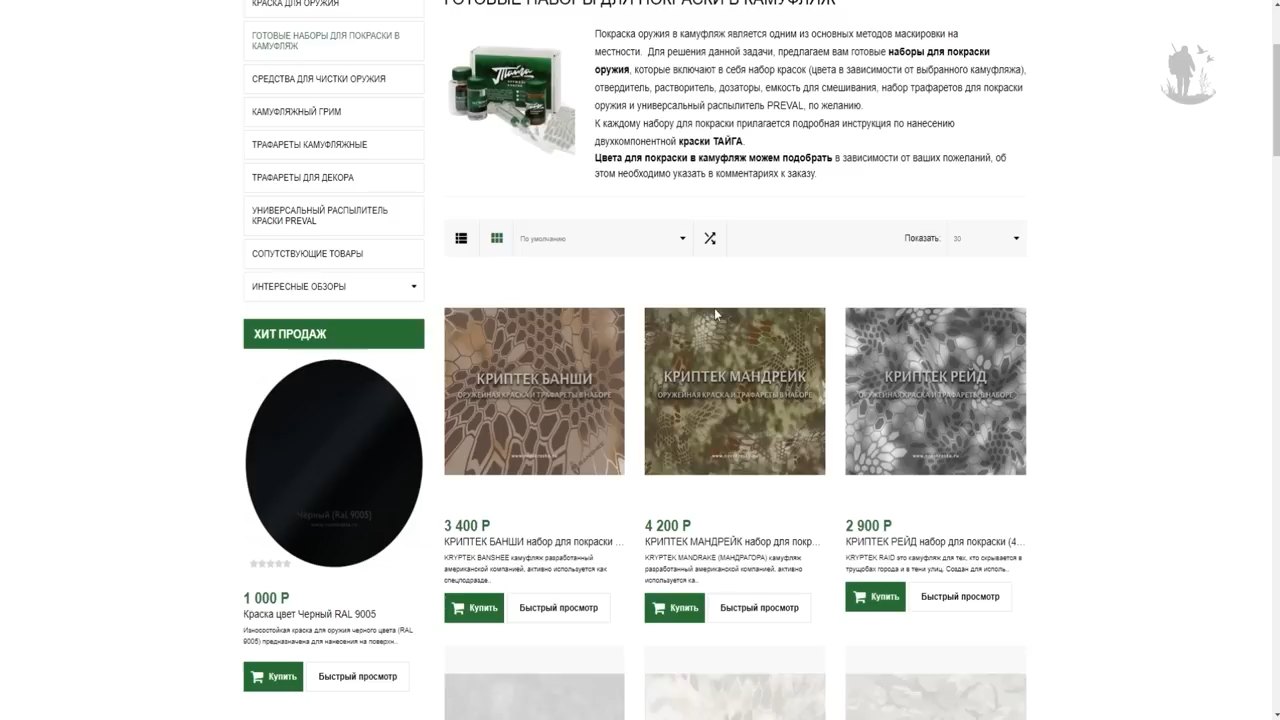 КРАСКА ДЛЯ ОРУЖИЯ
ГОТОВЫЕ НАБОРЫ ДЛЯ ПОКРАСКИ В
КАМУФЛЯЖ
СРЕДСТВА ДЛЯ ЧИСТКИ ОРУЖИЯ
КАМУФЛЯЖНЫЙ ГРИМ
ТРАФАРЕТЫ КАМУФЛЯЖНЫЕ
ТРАФАРЕТЫ ДЛЯ ДЕКОРА
УНИВЕРСАЛЬНЫЙ РАСПЫЛИТЕЛЬ
КРАСКИ PREVAL
СОПУТСТВУЮЩИЕ ТОВАРЫ
ИНТЕРЕСНЫЕ ОБЗОРЫ
ХИТ ПРОДАЖ
Черный (RaL 9005)
1 000 Р
Краска цвет Черный RAL 9005
Износостойкая краска для оружия черного цвета (RAL
9005) предназначена для нанесения на поверхн..
Купить
Быстрый просмотр
ГОТОВЫЕ НАБОРЫ ДЛЯ ПОКРАСКИ В КАМУФЛЯЖ
Тайга
Покраска оружия в камуфляж является одним из основных методов маскировки на
местности. Для решения данной задачи, предлагаем вам готовые наборы для покраски
оружия, которые включают в себя набор красок (цвета в зависимости от выбранного камуфляжа),
отвердитель, растворитель, дозаторы, емкость для смешивания, набор трафаретов для покраски
оружия и универсальный распылитель PREVAL, по желанию.
К каждому набору для покраски прилагается подробная инструкция по нанесению
двухкомпонентной краски ТАЙГА.
Цвета для покраски в камуфляж можем подобрать в зависимости от ваших пожеланий, об
этом необходимо указать в комментариях к заказу.
По умолчанию
Показать:
30
КРИПТЕК БАНШИ
ОРУЖЕЙНАЯ КРАСКА И ТРАФАРЕТЫ В НАБОРЕ
3 400 Р
КРИПТЕК БАНШИ набор для покраски ...
KRYPTEK BANSHEE камуфляж разработанный
американской компанией, активно используется как
спецподразде..
Купить
Быстрый просмотр
КРИПТЕК МАНДРЕЙК
ОРУЖЕЙНАЯ КРАСКА И ТРАФАРЕТЫ В НАБОРЕ
4 200 Р
КРИПТЕК МАНДРЕЙК набор для покр...
KRYPTEK MANDRAKE (МАНДРАГОРА) камуфляж
разработанный американской компанией, активно
используется ка..
Купить
Быстрый просмотр
КРИПТЕК РЕЙД
ОРУЖЕЙНАЯ КРАСКА И ТРАФАРЕТЫ В НАБОРЕ
2 900 Р
КРИПТЕК РЕЙД набор для покраски (4...
KRYPTEK RAID это камуфляж для тех, кто скрывается в
трущобах города и в тени улиц. Создан для исполь..
Купить
Быстрый просмотр